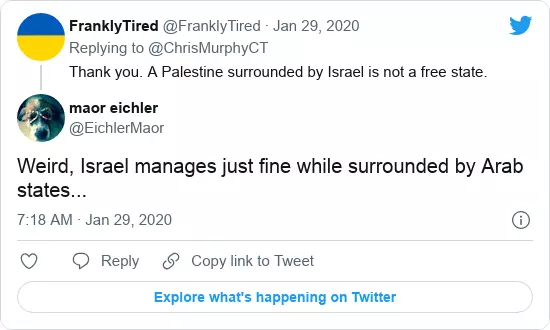 FranklyTired @FranklyTired · Jan 29, 2020
Replying to @ChrisMurphyCT
Thank you. A Palestine surrounded by Israel is not a free state.
maor eichler
@EichlerMaor
Weird, Israel manages just fine while surrounded by Arab
states...
7:18 AM · Jan 29, 2020
Reply
Copy link to Tweet
Explore what's happening on Twitter